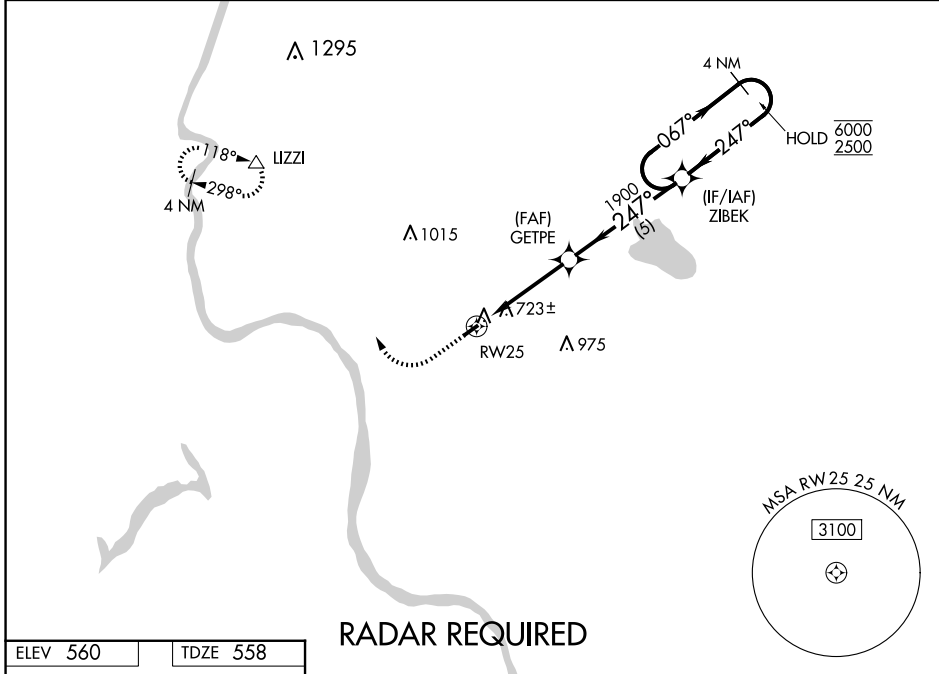 1295
4 NM
067°
247°
HOLD 6000
2500
118°
LIZZI
298°
4 NM
1900
247°
(5)
(IF/IAF)
ZIBEK
(FAF)
GETPE
1015
723±
975
RW25
MSA RW25 25 NM
3100
RADAR REQUIRED
ELEV 560
TDZE 558